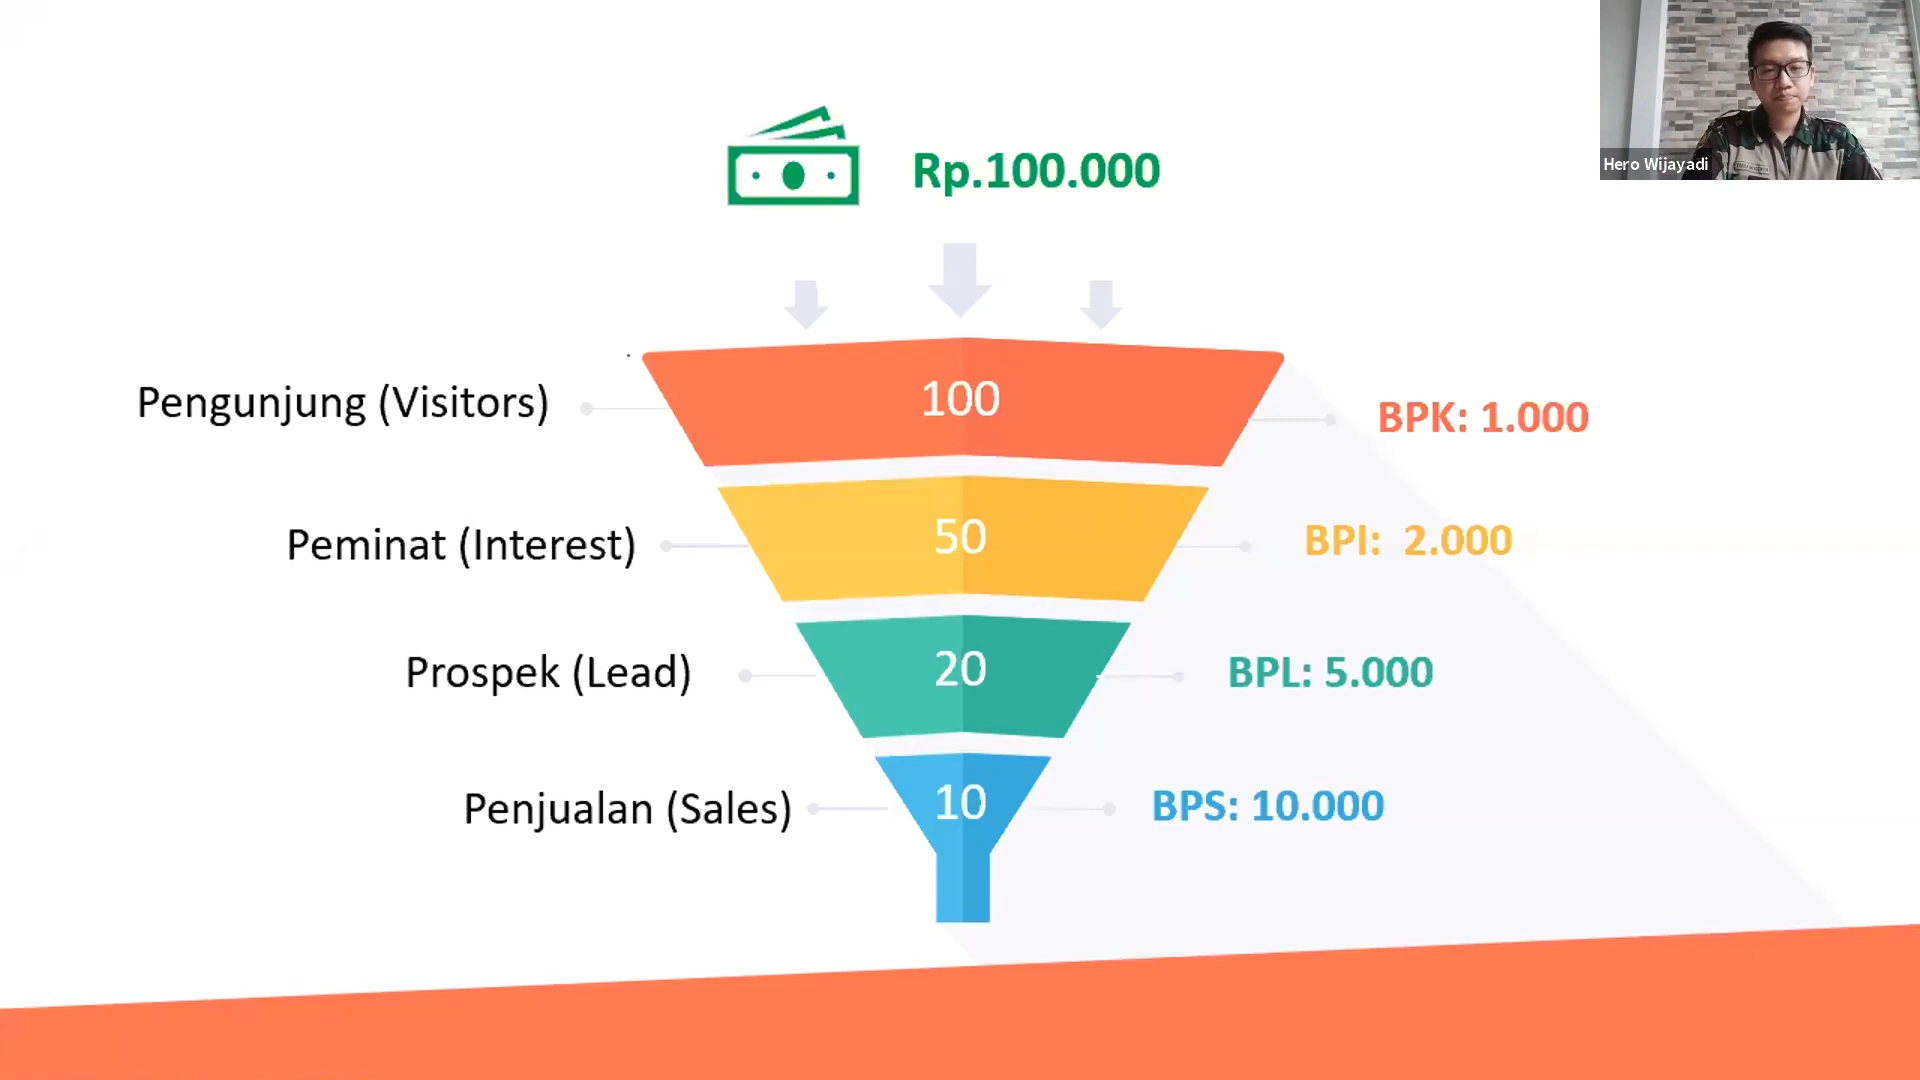 Hero Wijayadi
Rp.100.000
Pengunjung (Visitors)
100
BPK: 1.000
Peminat (Interest)
50
BPI: 2.000
Prospek (Lead)
20
BPL: 5.000
Penjualan (Sales)
10
BPS: 10.000